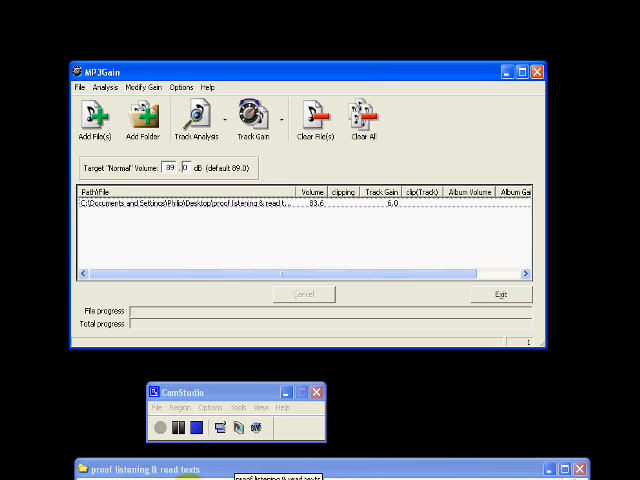 MP3Gain
File Analysis Modify Gain Options Help
Add File(s) Add Folder Track Analysis Track Gain Clear File(s) Clear All
Target "Normal" Volume: 89 . 0 dB (default 89.0)
Path\File Volume clipping Track Gain clip(Track) Album Volume Album Gai
C:\Documents and Settings\Philip\Desktop\proof listening & read t... 83.6 6.0
Cancel Exit
File progress
Total progress
1
CamStudio
File Region Options Tools View Help
proof listening & read texts
proof listening & read texts